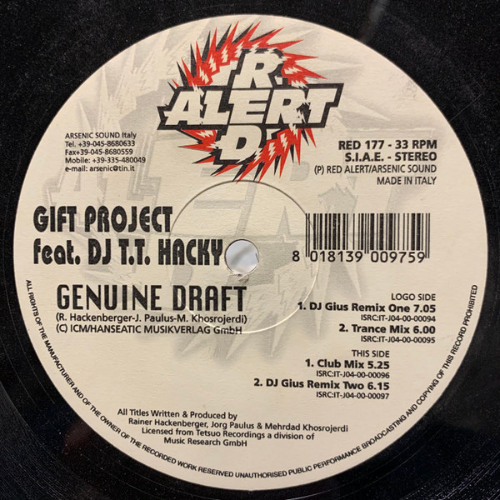 RED
ALERT
ARSENIC SOUND Italy
Tel. +39-045-8680633
Fax+39-045-8680559
Mobile: +39-335-480049
e-mail: arsenic@tin.it
RED 177 - 33 RPM
S.I.A.E. - STEREO
(P) RED ALERT/ARSENIC SOUND
MADE IN ITALY
GIFT PROJECT
feat. DJ T.T. HACKY
8 018139 009759
GENUINE DRAFT
(R. Hackenberger-J. Paulus-M. Khosrojerdi)
(C) ICM/HANSEATIC MUSIKVERLAG GmbH
LOGO SIDE
1. DJ Gius Remix One 7.05
ISRC:IT-J04-00-00094
2. Trance Mix 6.00
ISRC:IT-J04-00-00095
THIS SIDE
1. Club Mix 5.25
ISRC:IT-J04-00-00096
2. DJ Gius Remix Two 6.15
ISRC:IT-J04-00-00097
All Titles Written & Produced by
Rainer Hackenberger, Jorg Paulus & Mehrdad Khosrojerdi
Licensed from Tetsuo Recordings a division of
Music Research GmbH
ALL RIGHTS OF THE MANUFACTURER AND OF THE OWNER OF THE RECORDED WORK RESERVED UNAUTHORISED PUBLIC PERFORMANCE BROADCASTING AND COPYNG OF THIS RECORD PROHIBITED